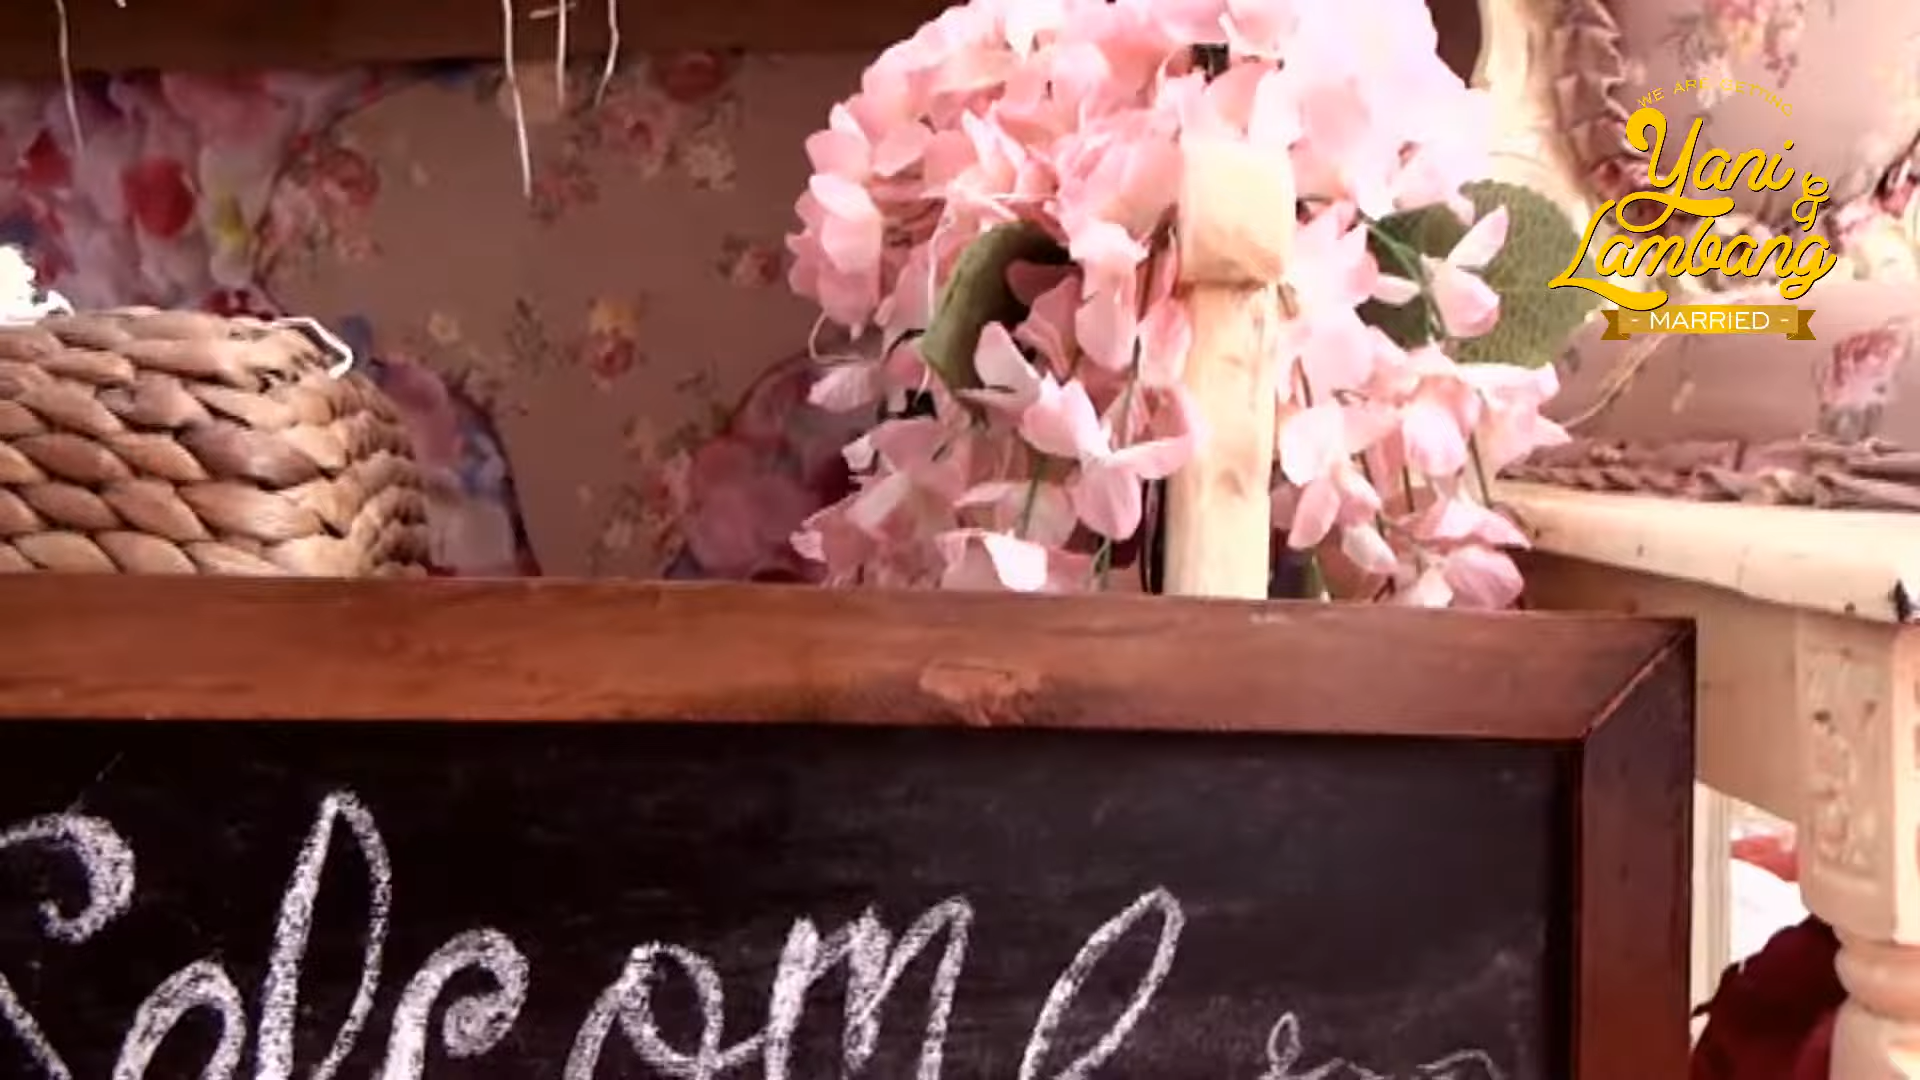 WE ARE GETTING
Yani &
Lambang
- MARRIED -
Welcome